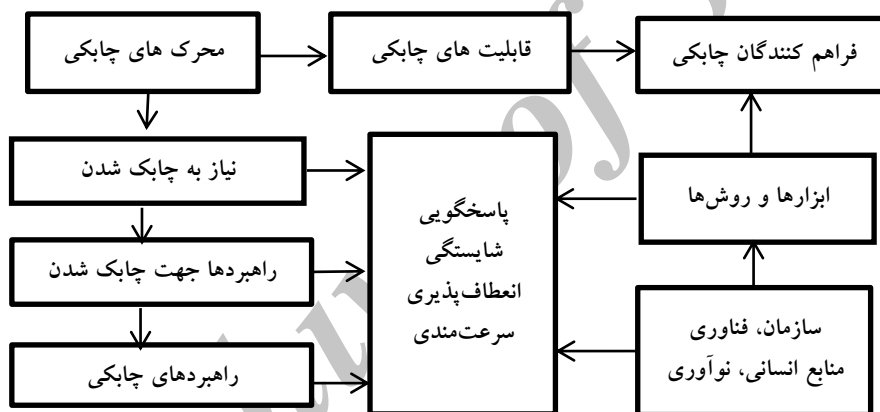 محرک های چابکی
قابلیت های چابکی
فراهم کنندگان چابکی
نیاز به چابک شدن
راهبردها جهت چابک شدن
راهبردهای چابکی
پاسخگویی
شایستگی
انعطاف‌پذیری
سرعت‌مندی
ابزارها و روش‌ها
سازمان، فناوری
منابع انسانی، نوآوری
of